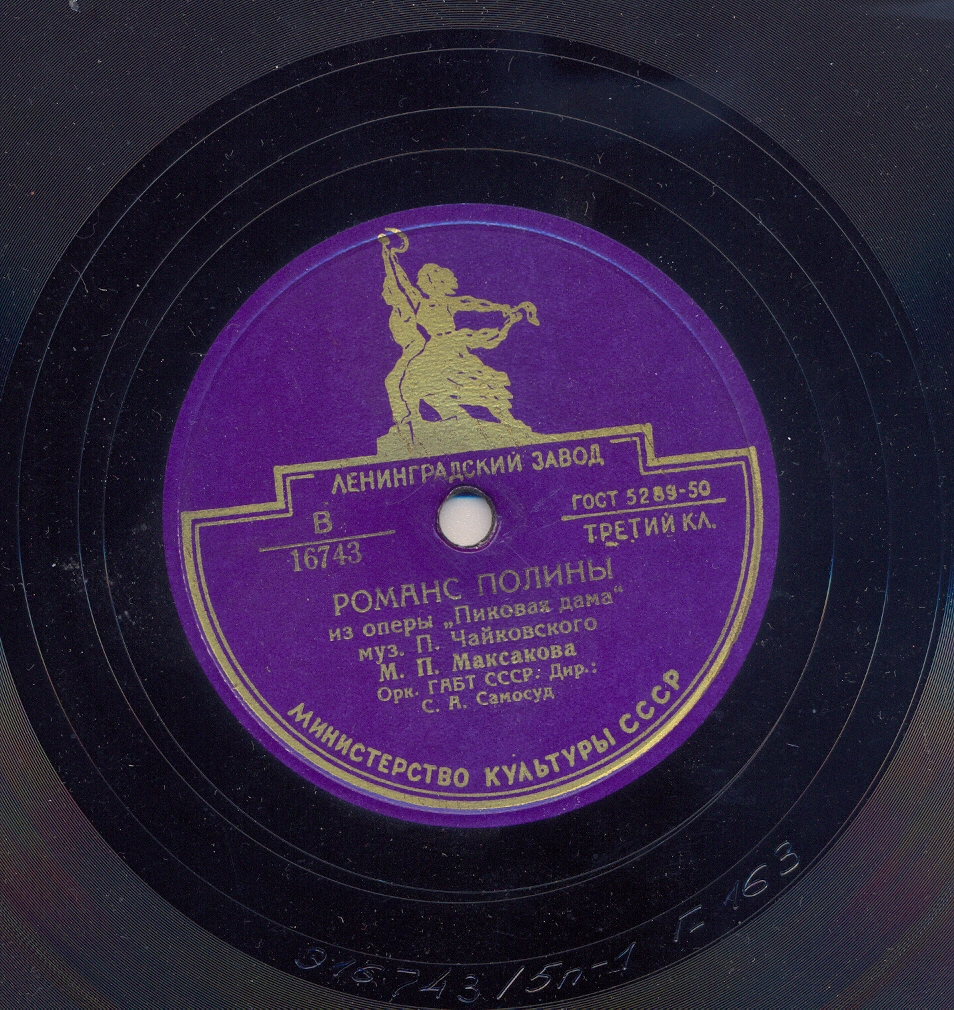 ЛЕНИНГРАДСКИЙ ЗАВОД
В
16743
ГОСТ 5289-50
ТРЕТИЙ КЛ.
РОМАНС ПОЛИНЫ
из оперы „Пиковая дама“
муз. П. Чайковского
М. П. Максакова
Орк. ГАБТ СССР. Дир.:
С. А. Самосуд
МИНИСТЕРСТВО КУЛЬТУРЫ СССР
16743/5п-1
163